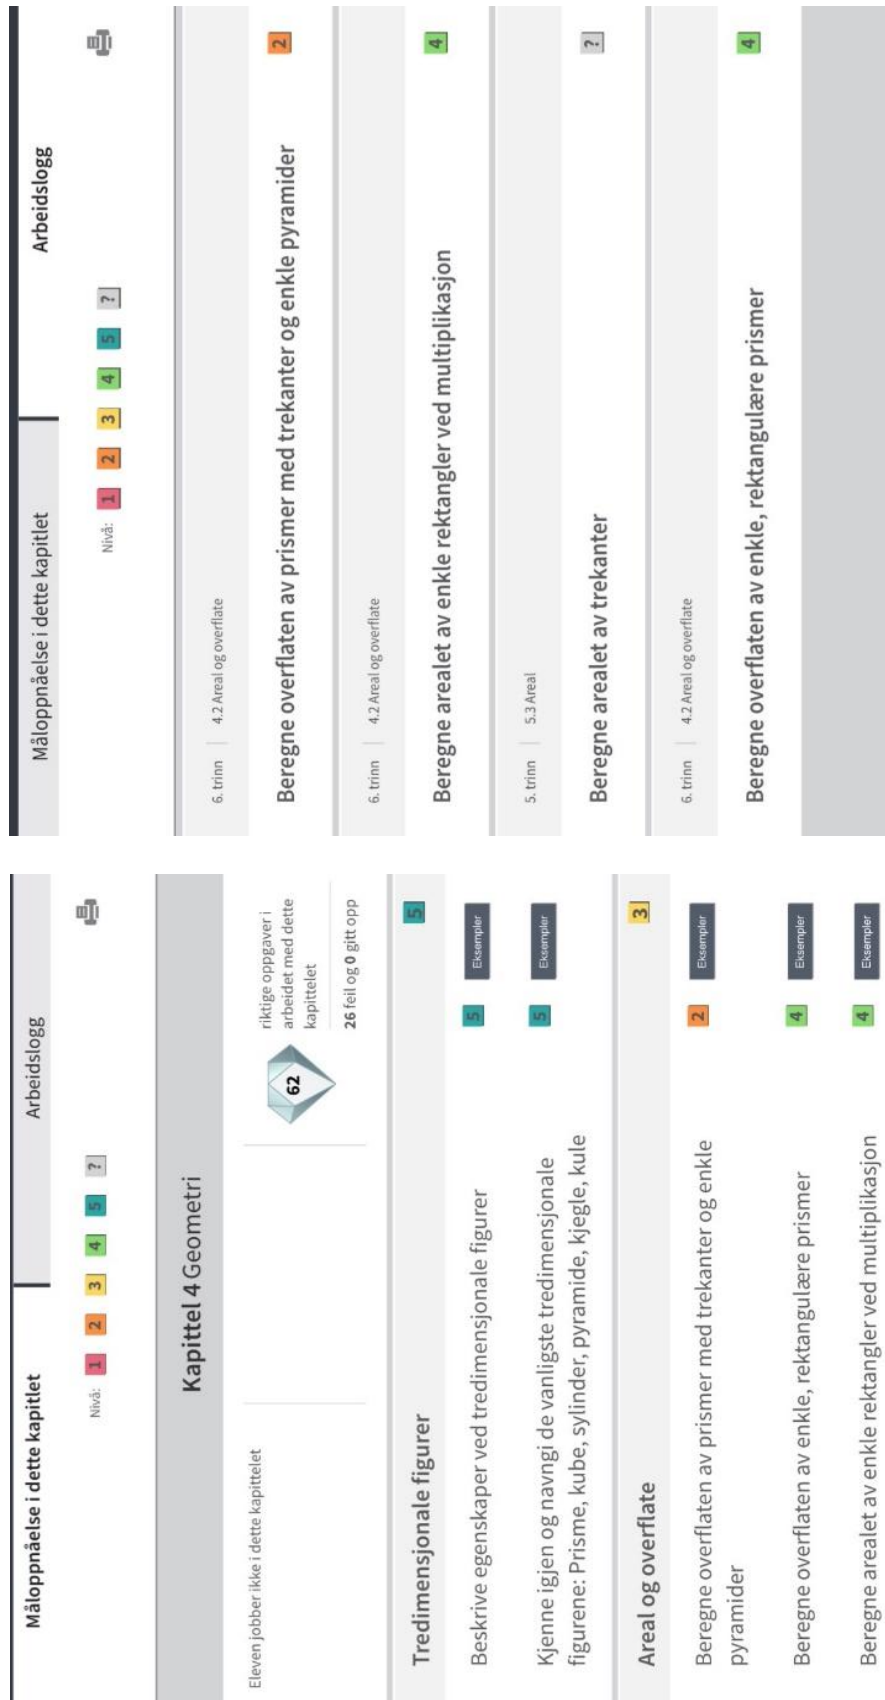 Måloppnåelse i dette kapitlet
Arbeidslogg
Nivå: 1 2 3 4 5 ?
Kapittel 4 Geometri
Eleven jobber ikke i dette kapittelet
62
riktige oppgaver i
arbeidet med dette
kapittelet
26 feil og 0 gitt opp
Tredimensjonale figurer 5
Beskrive egenskaper ved tredimensjonale figurer 5 Eksempler
Kjenne igjen og navngi de vanligste tredimensjonale 5 Eksempler
figurene: Prisme, kube, sylinder, pyramide, kjegle, kule
Areal og overflate 3
Beregne overflaten av prismer med trekanter og enkle 2 Eksempler
pyramider
Beregne overflaten av enkle, rektangulære prismer 4 Eksempler
Beregne arealet av enkle rektangler ved multiplikasjon 4 Eksempler
Måloppnåelse i dette kapitlet
Arbeidslogg
Nivå: 1 2 3 4 5 ?
6. trinn 4.2 Areal og overflate
Beregne overflaten av prismer med trekanter og enkle pyramider 2
6. trinn 4.2 Areal og overflate
Beregne arealet av enkle rektangler ved multiplikasjon 4
5. trinn 5.3 Areal
Beregne arealet av trekanter ?
6. trinn 4.2 Areal og overflate
Beregne overflaten av enkle, rektangulære prismer 4